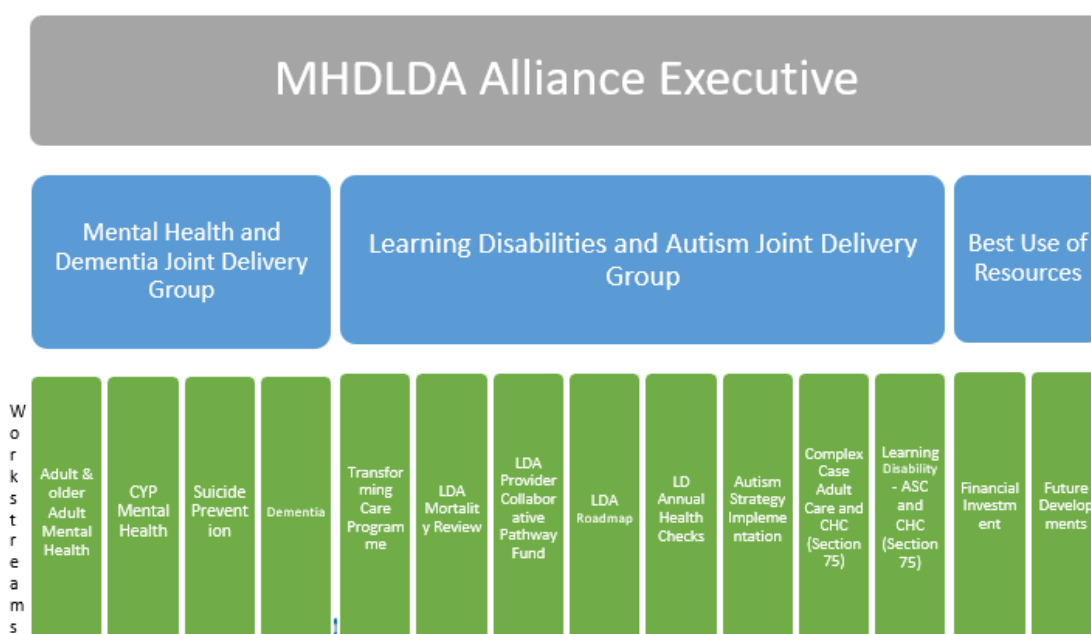 MHDLDA Alliance Executive
Mental Health and
Dementia Joint Delivery
Group
Learning Disabilities and Autism Joint Delivery
Group
Best Use of
Resources
Workstreams
Adult &
older
Adult
Mental
Health
CYP
Mental
Health
Suicide
Prevent
ion
Dementia
Transfor
ming
Care
Program
me
LDA
Mortalit
y Review
LDA
Provider
Collabor
ative
Pathway
Fund
LDA
Roadmap
LD
Annual
Health
Checks
Autism
Strategy
Impleme
ntation
Complex
Case
Adult
Care and
CHC
(Section
75)
Learning
Disability
- ASC
and
CHC
(Section
75)
Financial
Investm
ent
Future
Develop
ments